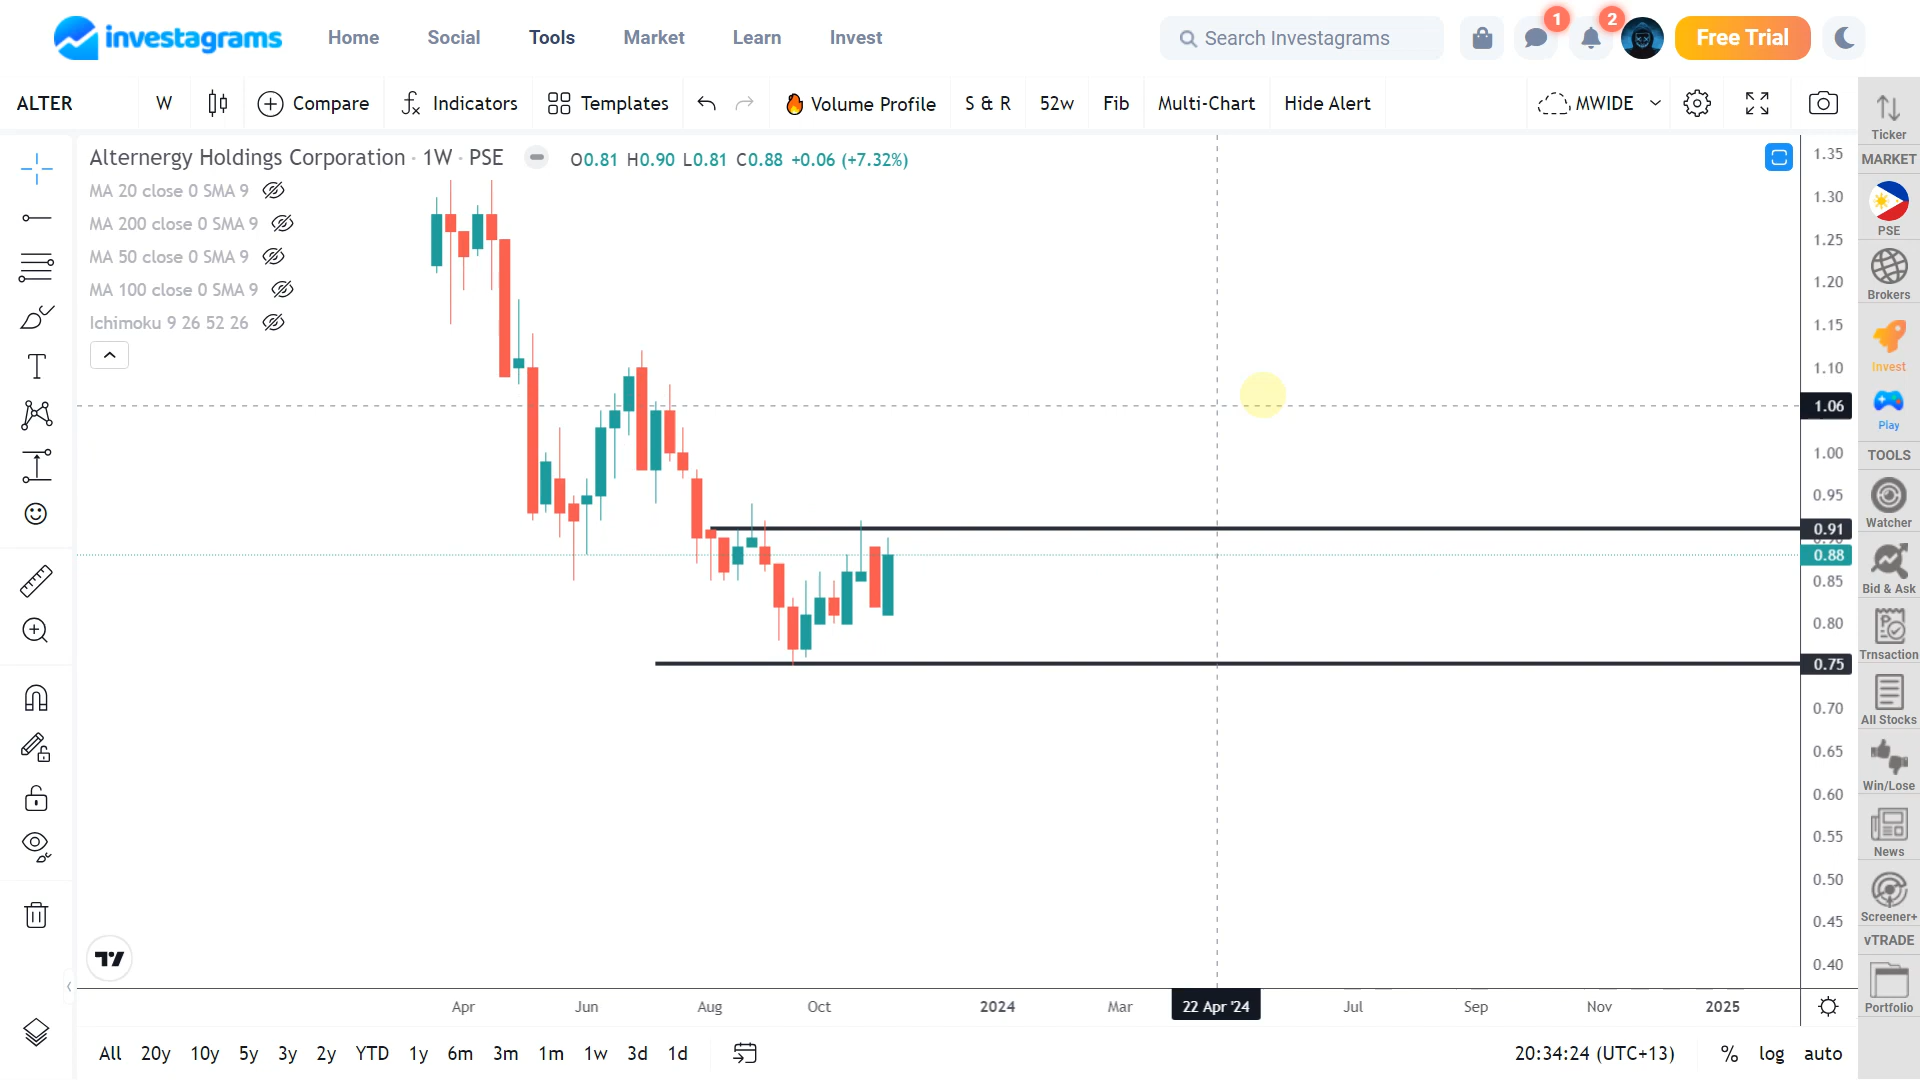 investagrams Home Social Tools Market Learn Invest Search Investagrams 1 2 Free Trial
ALTER W Compare Indicators Templates Volume Profile S & R 52w Fib Multi-Chart Hide Alert MWIDE
Alternergy Holdings Corporation · 1W · PSE O0.81 H0.90 L0.81 C0.88 +0.06 (+7.32%)
MA 20 close 0 SMA 9
MA 200 close 0 SMA 9
MA 50 close 0 SMA 9
MA 100 close 0 SMA 9
Ichimoku 9 26 52 26
1.35
1.30
1.25
1.20
1.15
1.10
1.06
1.00
0.95
0.91
0.88
0.85
0.80
0.75
0.70
0.65
0.60
0.55
0.50
0.45
0.40
Apr Jun Aug Oct 2024 Mar 22 Apr '24 Jul Sep Nov 2025
All 20y 10y 5y 3y 2y YTD 1y 6m 3m 1m 1w 3d 1d 20:34:24 (UTC+13) % log auto
Ticker
MARKET
PSE
Brokers
Invest
Play
TOOLS
Watcher
Bid & Ask
Trnsaction
All Stocks
Win/Lose
News
Screener+
vTRADE
Portfolio